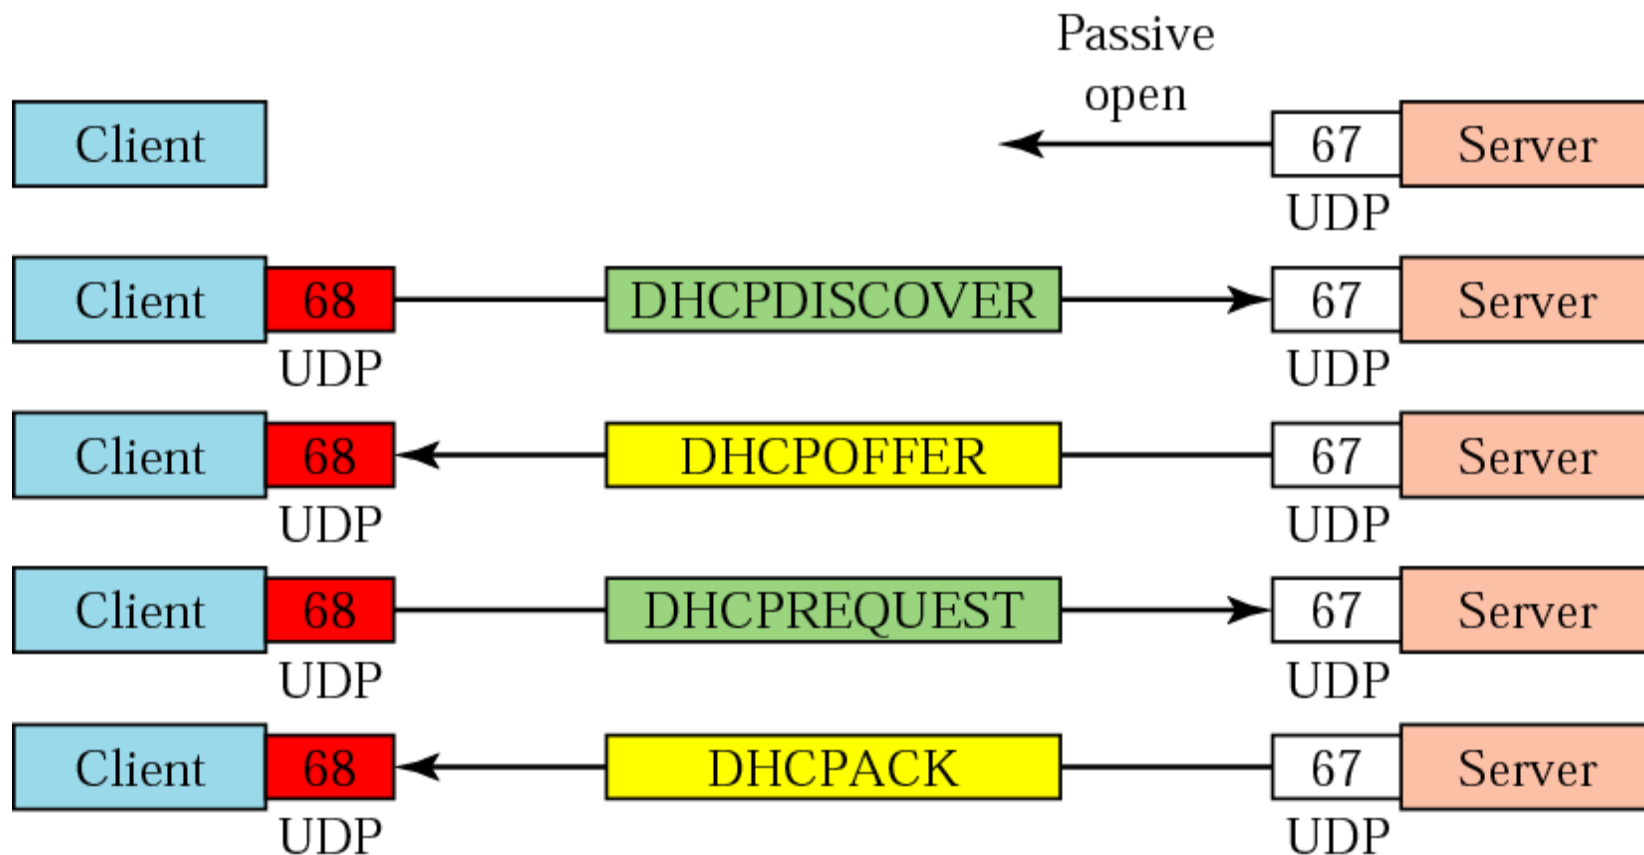 Passive
open
Client
67
Server
UDP
Client
68
DHCPDISCOVER
67
Server
UDP
UDP
Client
68
DHCPOFFER
67
Server
UDP
UDP
Client
68
DHCPREQUEST
67
Server
UDP
UDP
Client
68
DHCPACK
67
Server
UDP
UDP